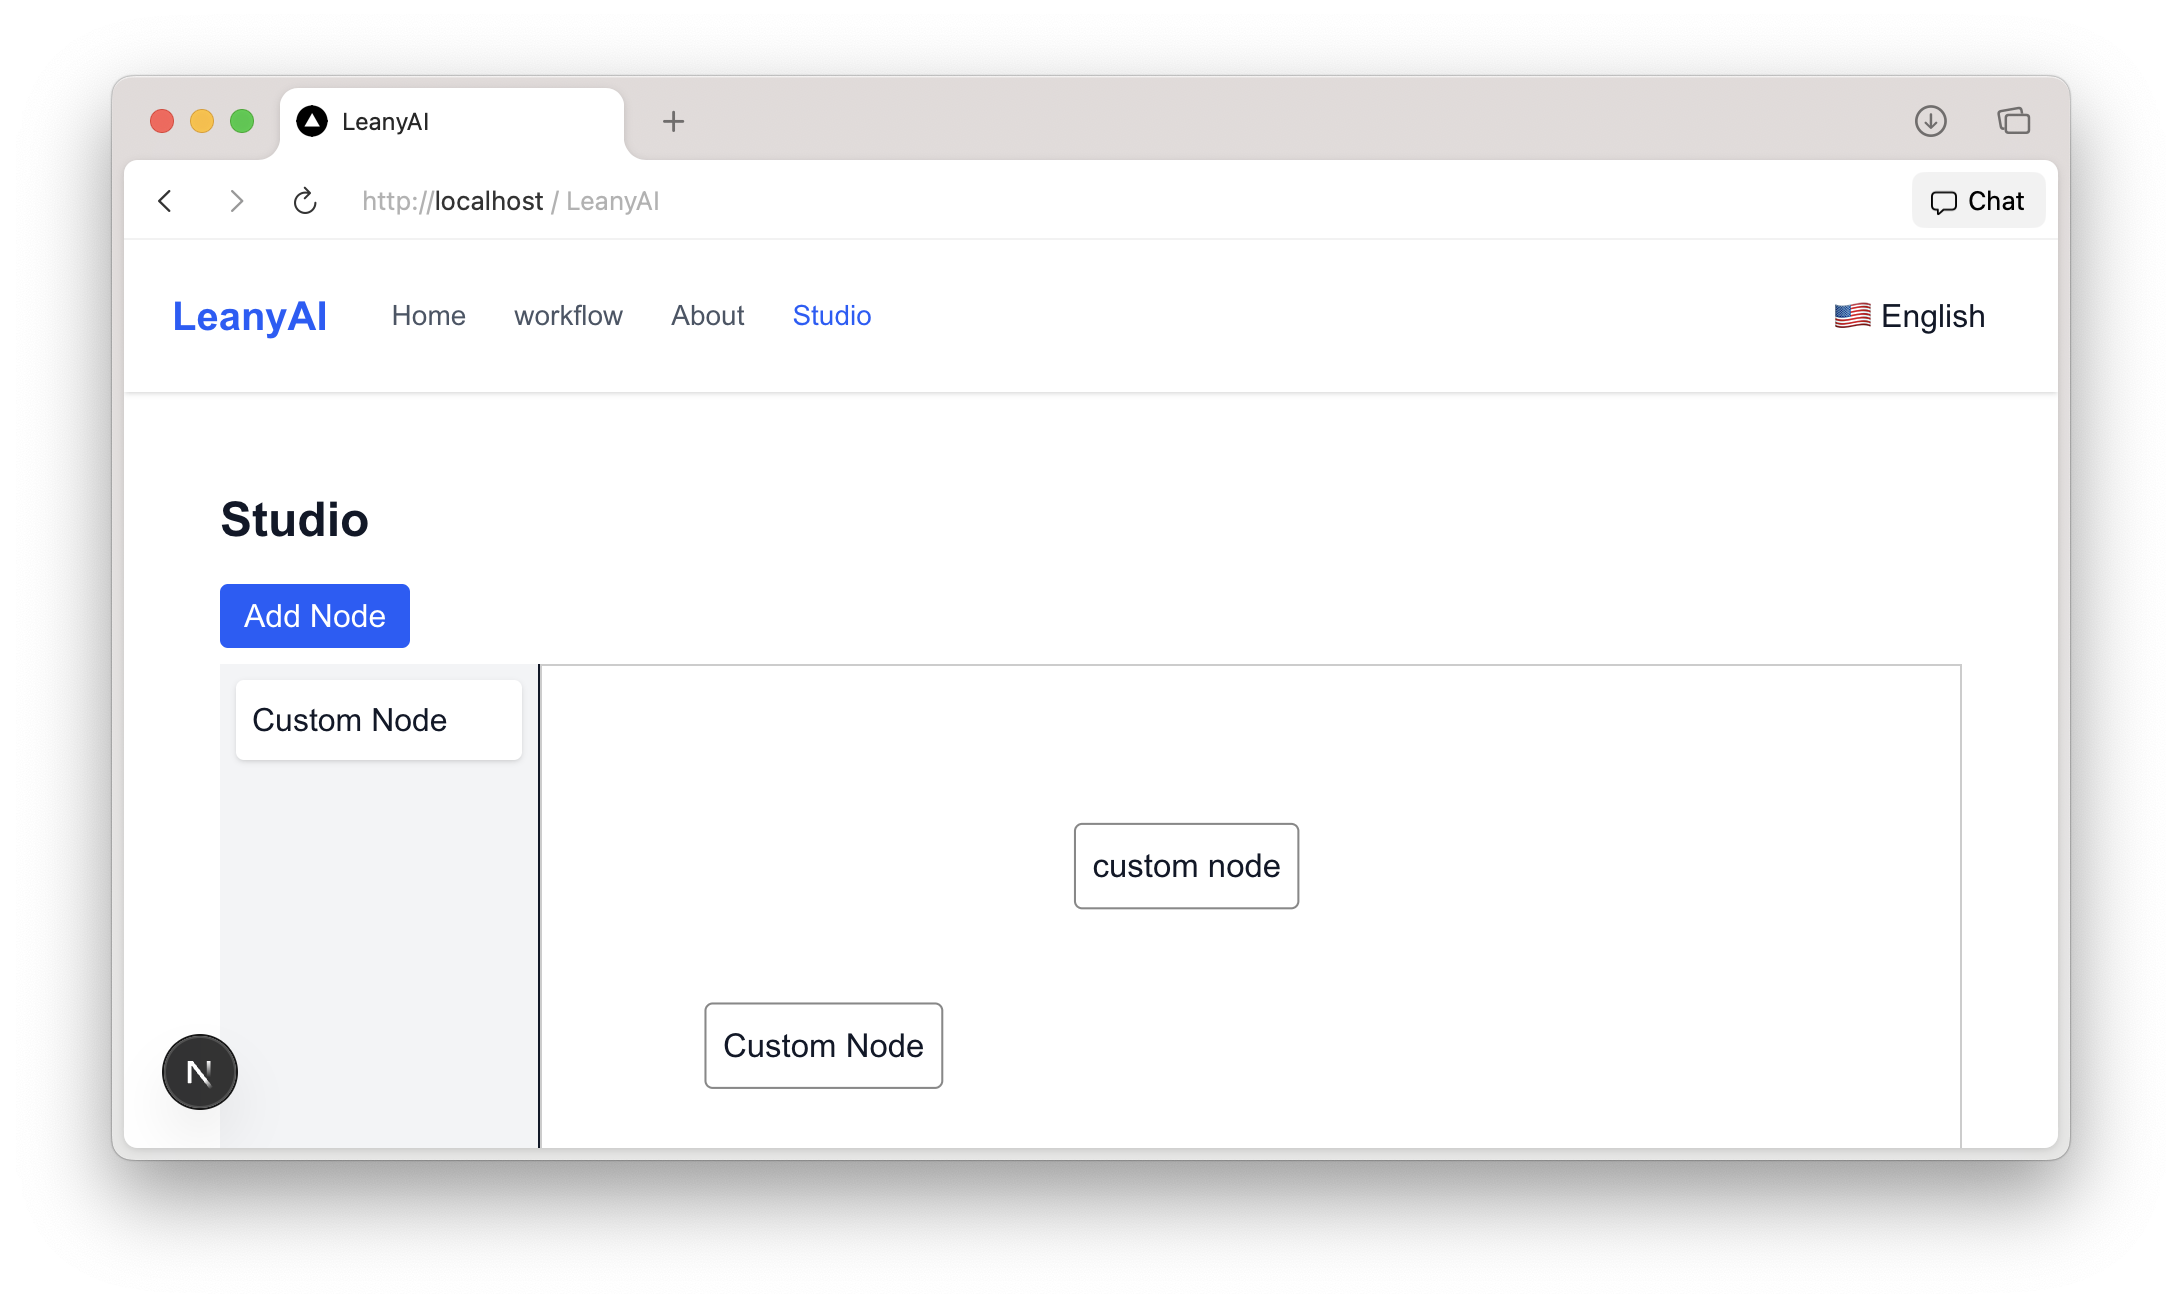 LeanyAI
http://localhost / LeanyAI
Chat
LeanyAI Home workflow About Studio 🇺🇸 English
Studio
Add Node
Custom Node
custom node
Custom Node
N